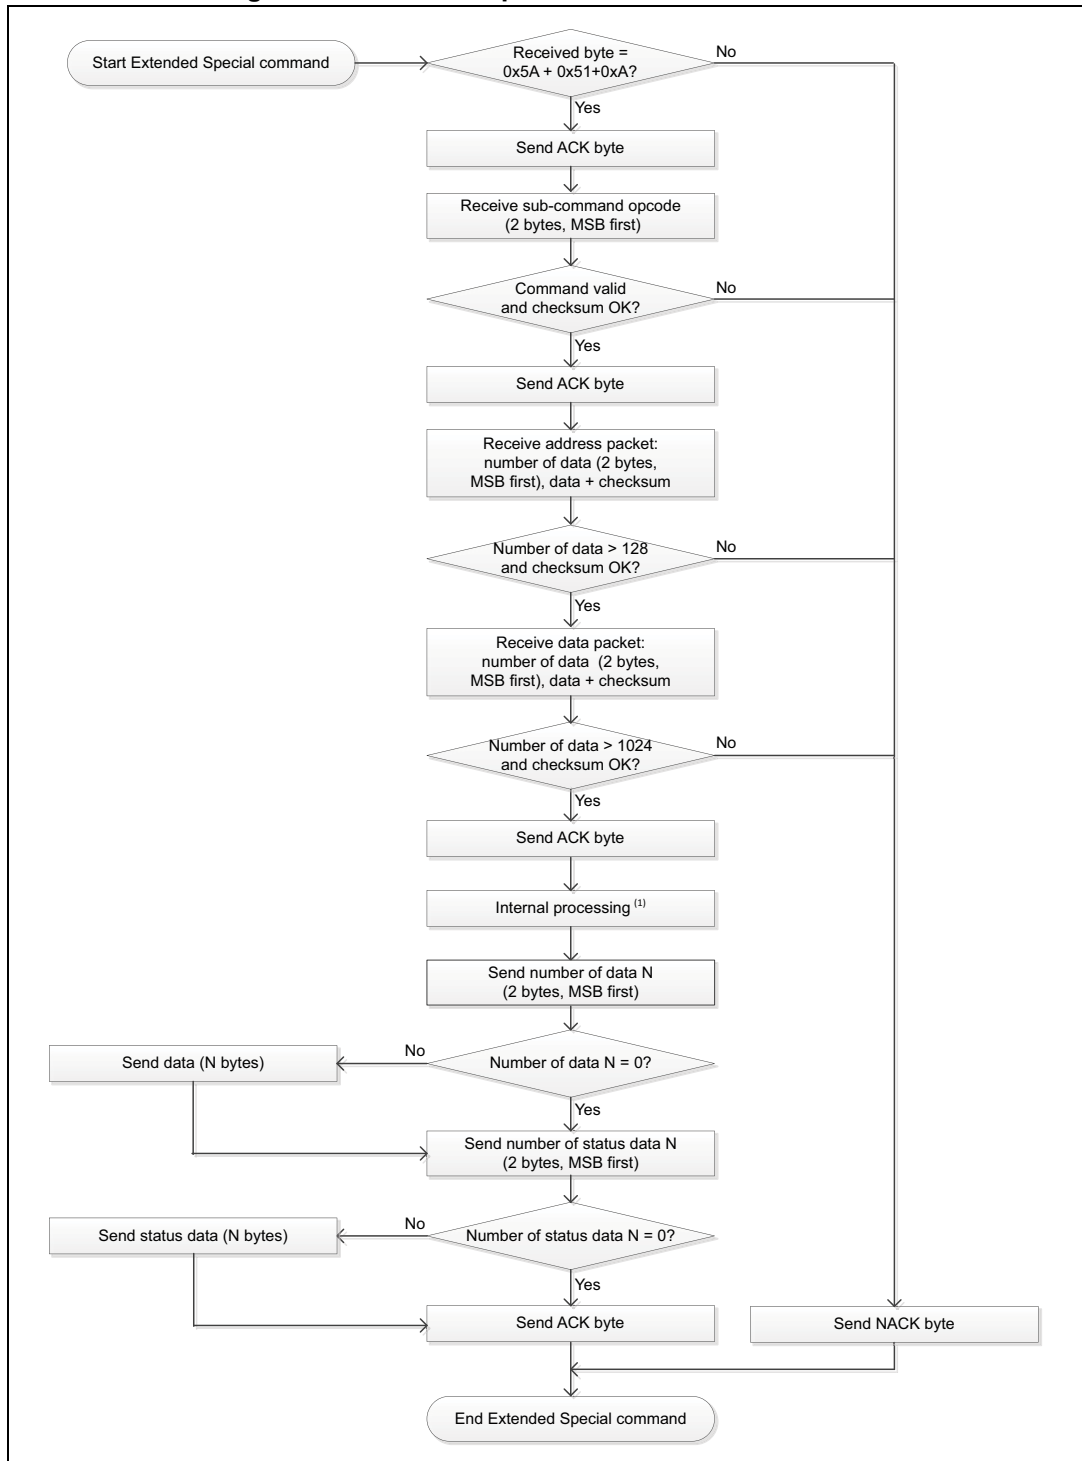 Start Extended Special command
Received byte =
0x5A + 0x51+0xA?
No
Yes
Send ACK byte
Receive sub-command opcode
(2 bytes, MSB first)
Command valid
and checksum OK?
No
Yes
Send ACK byte
Receive address packet:
number of data (2 bytes,
MSB first), data + checksum
Number of data > 128
and checksum OK?
No
Yes
Receive data packet:
number of data (2 bytes,
MSB first), data + checksum
Number of data > 1024
and checksum OK?
No
Yes
Send ACK byte
Internal processing (1)
Send number of data N
(2 bytes, MSB first)
Number of data N = 0?
No
Send data (N bytes)
Yes
Send number of status data N
(2 bytes, MSB first)
Number of status data N = 0?
No
Send status data (N bytes)
Yes
Send ACK byte
Send NACK byte
End Extended Special command